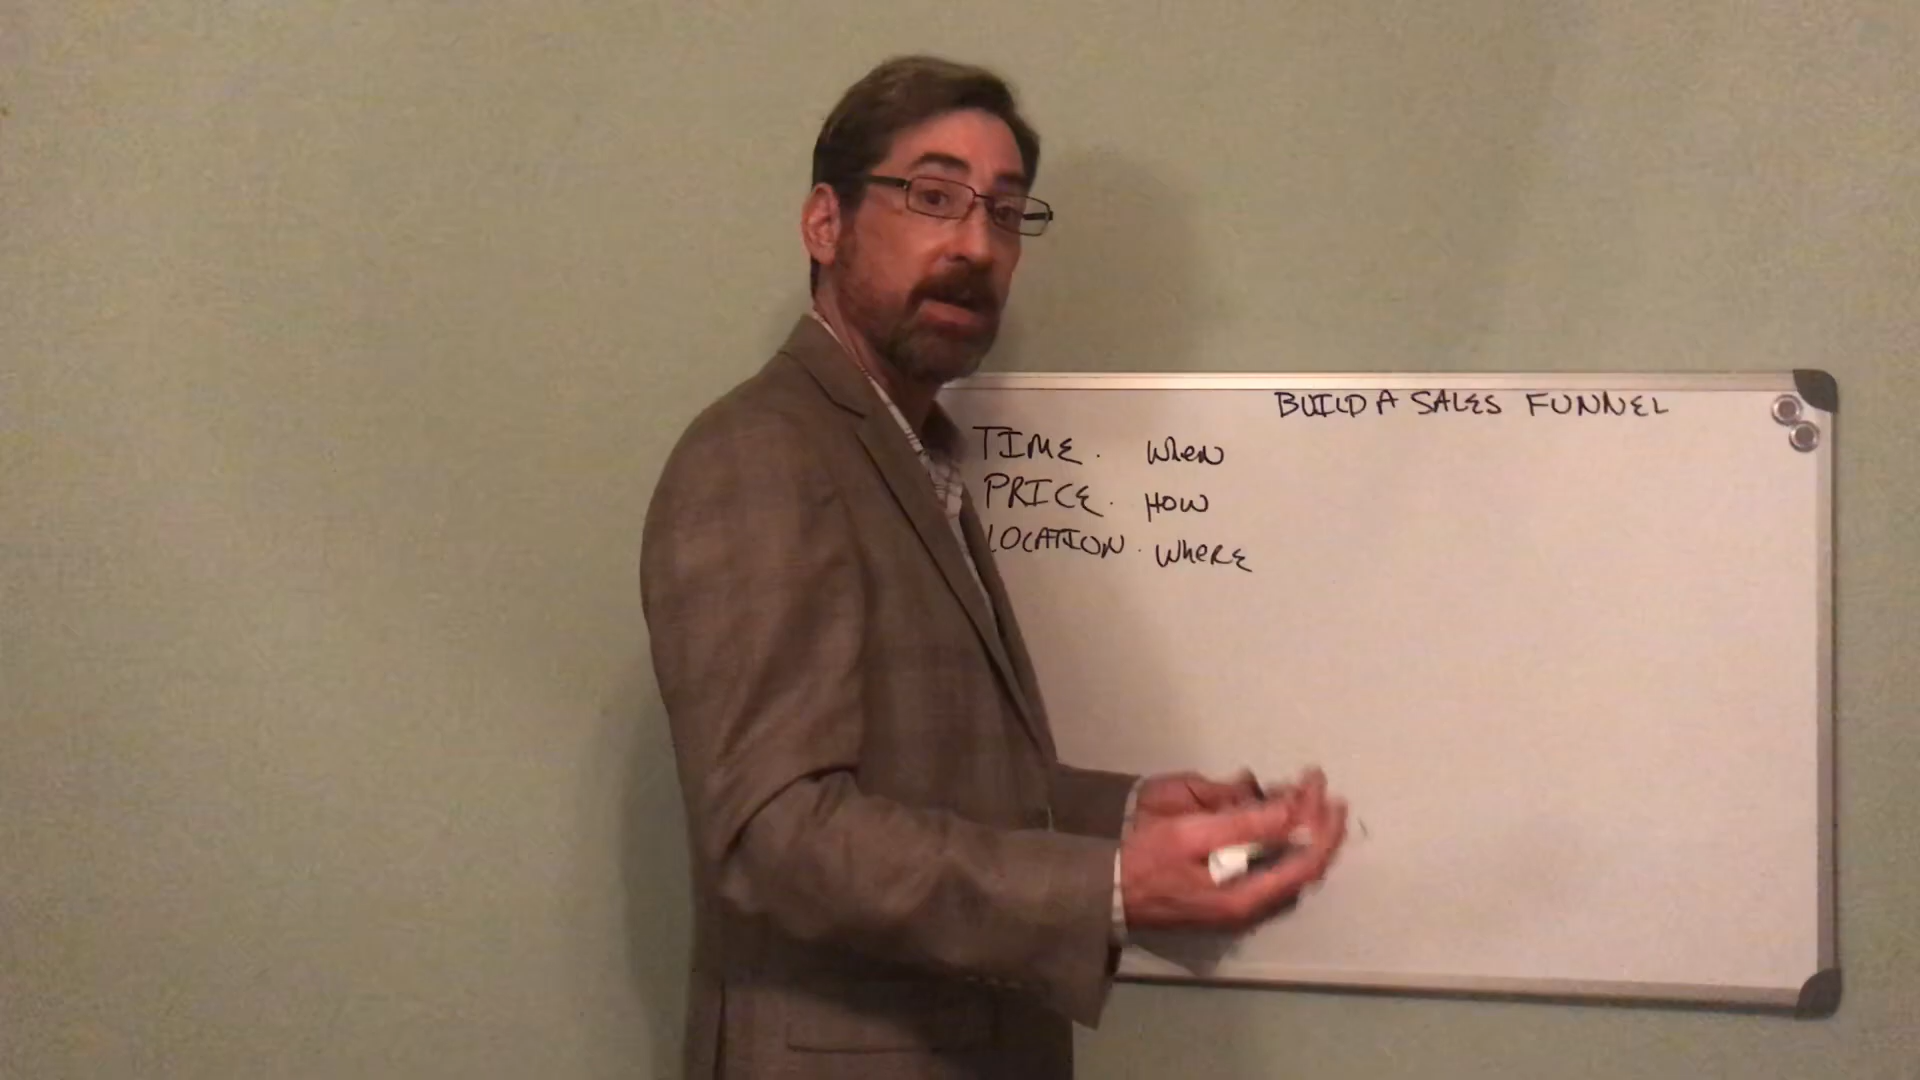 BUILD A SALES FUNNEL
TIME. When
PRICE. HOW
LOCATION. WheRE